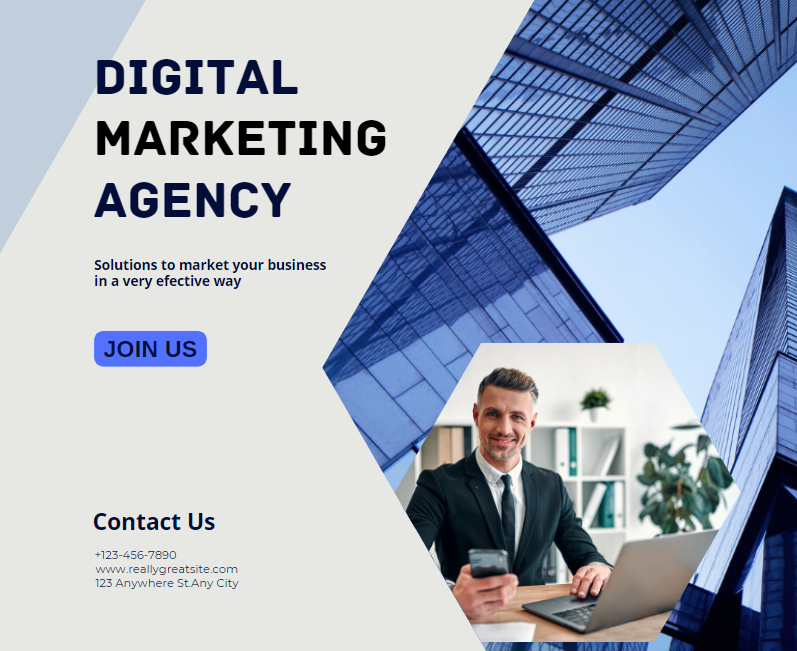 DIGITAL
MARKETING
AGENCY
Solutions to market your business
in a very efective way
JOIN US
Contact Us
+123-456-7890
www.reallygreatsite.com
123 Anywhere St.Any City